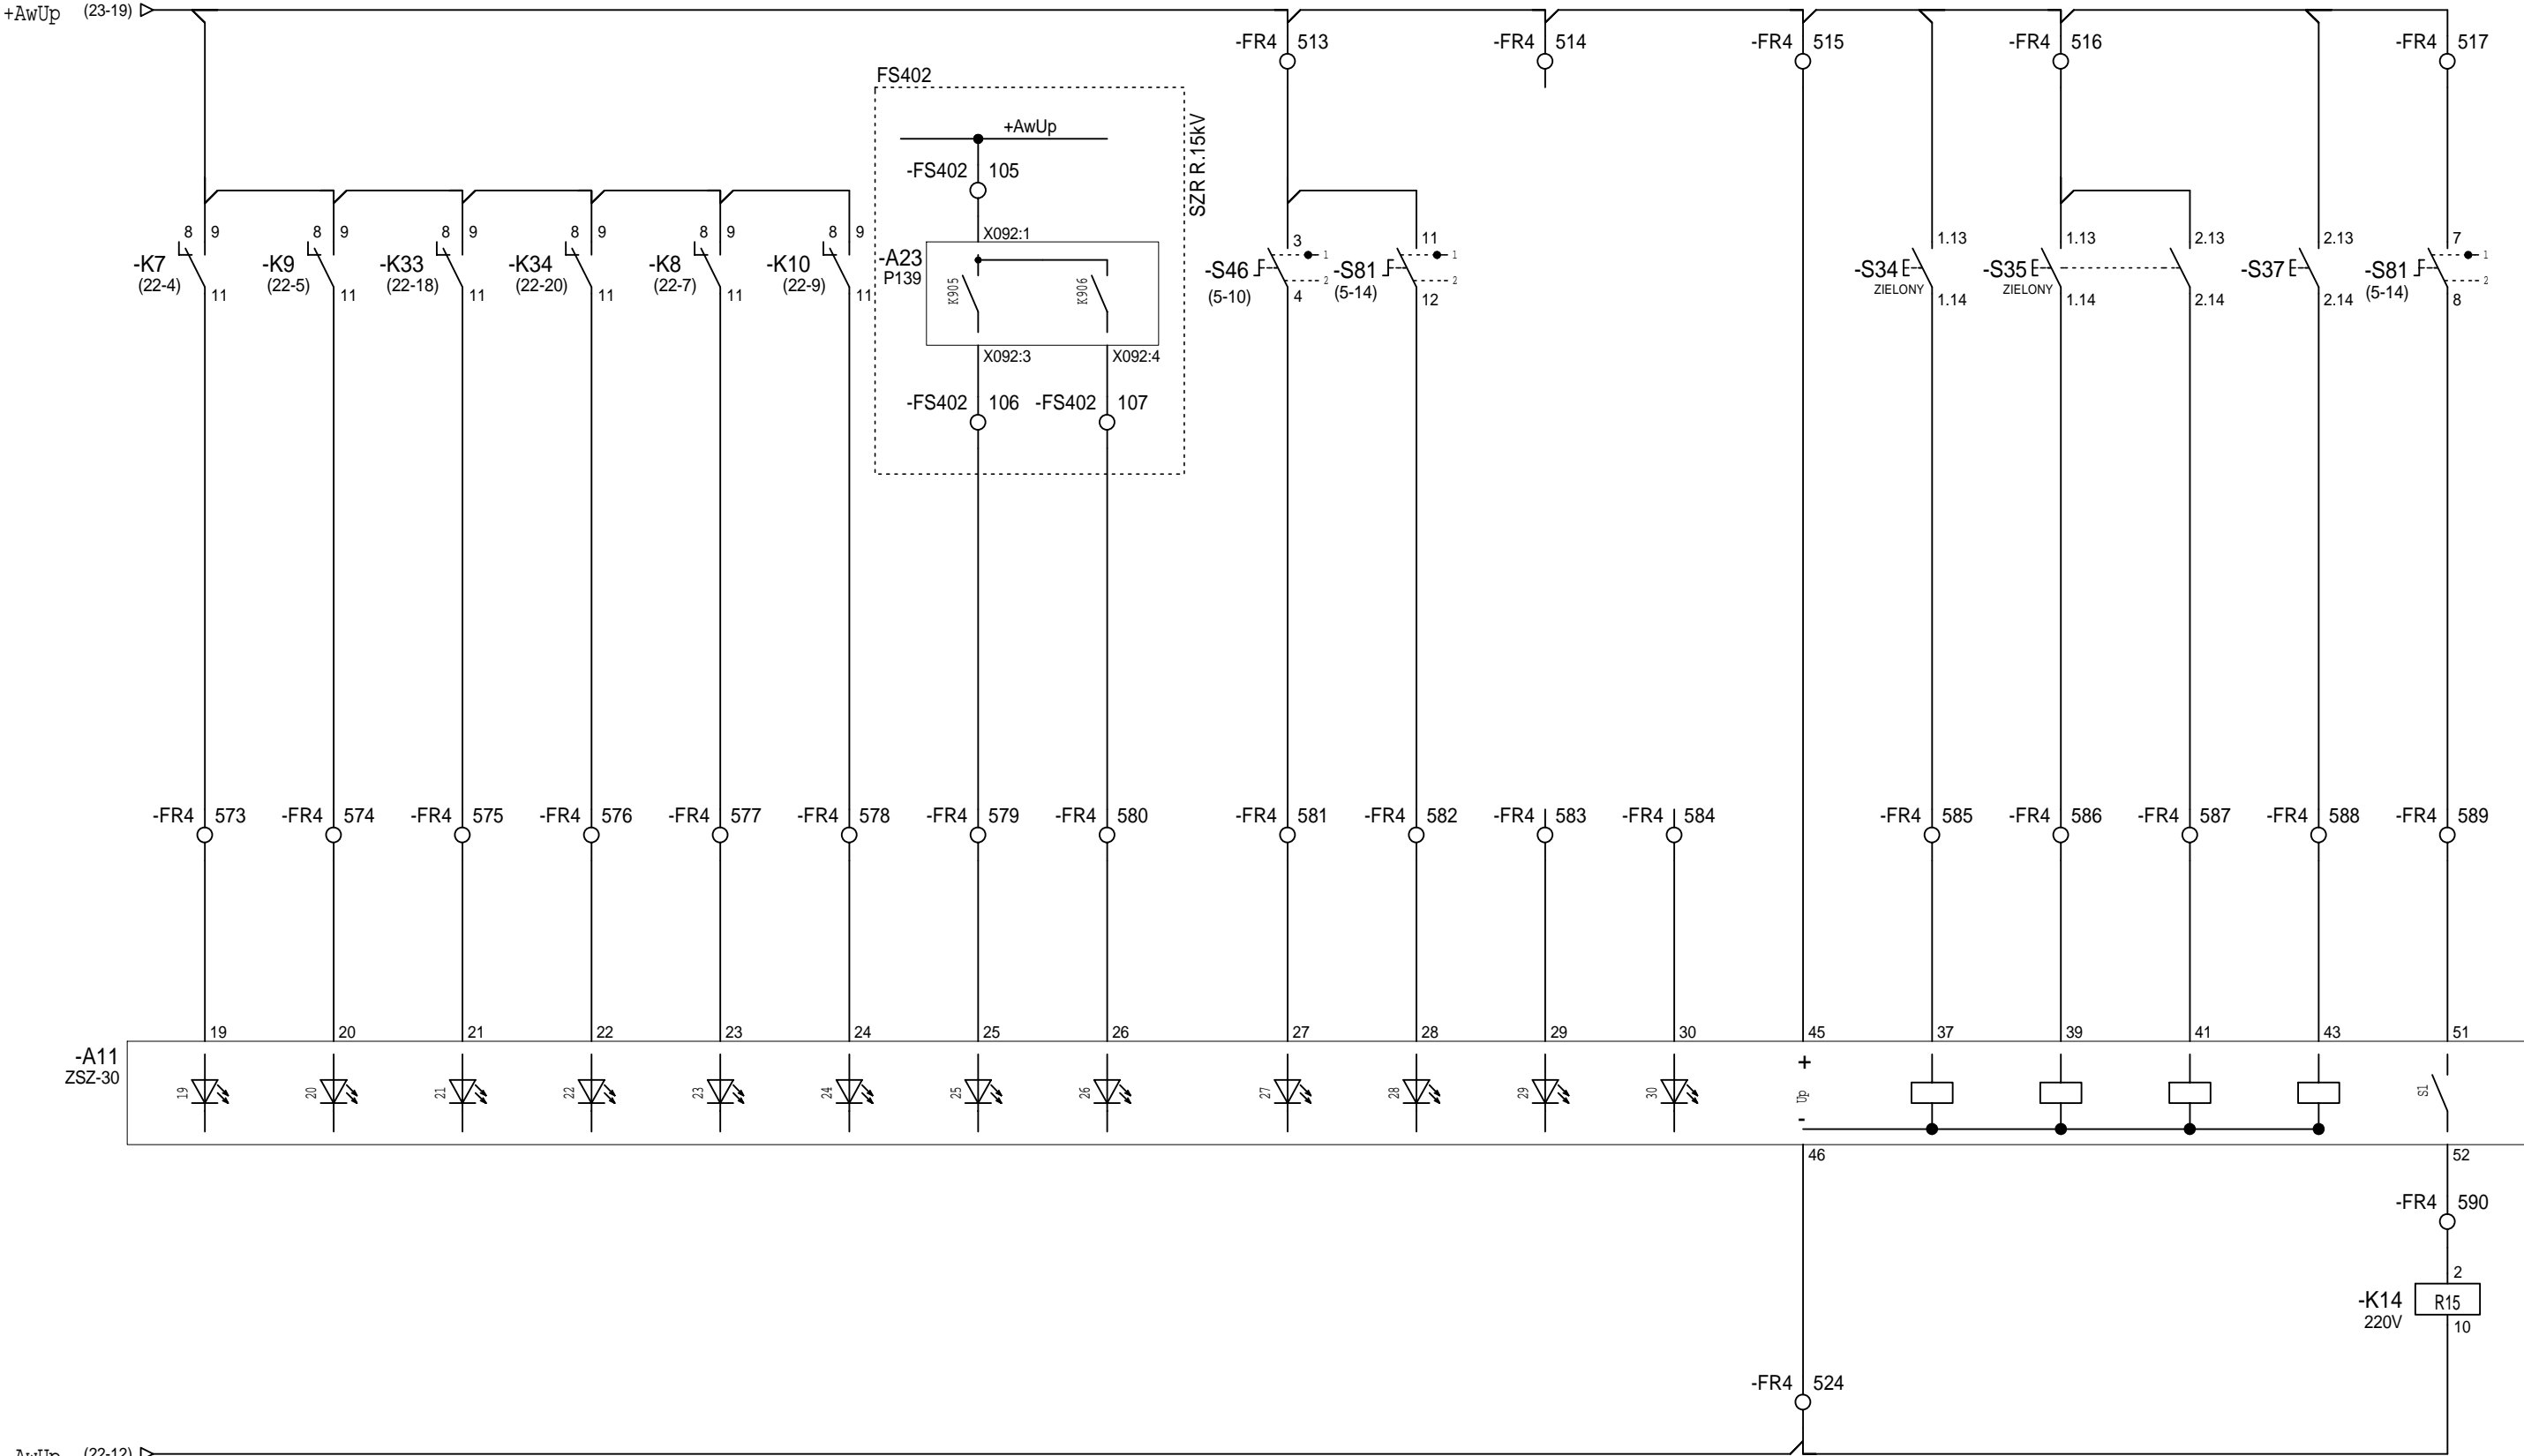 +AwUp (23-19)
-FR4 513
-FR4 514
-FR4 515
-FR4 516
-FR4 517
FS402
+AwUp
SZR R.15kV
-FS402 105
X092:1
8 9
-K7
(22-4)
11
8 9
-K9
(22-5)
11
8 9
-K33
(22-18)
11
8 9
-K34
(22-20)
11
8 9
-K8
(22-7)
11
8 9
-K10
(22-9)
11
-A23
P139
K905
K906
X092:3
X092:4
-FS402 106
-FS402 107
3
-S46
(5-10)
4
1
2
11
-S81
(5-14)
12
1
2
1.13
-S34
ZIELONY
1.14
1.13
-S35
ZIELONY
1.14
2.13
2.14
2.13
-S37
2.14
7
-S81
(5-14)
8
1
2
-FR4 573
-FR4 574
-FR4 575
-FR4 576
-FR4 577
-FR4 578
-FR4 579
-FR4 580
-FR4 581
-FR4 582
-FR4 583
-FR4 584
-FR4 585
-FR4 586
-FR4 587
-FR4 588
-FR4 589
19 20 21 22 23 24 25 26 27 28 29 30 45 37 39 41 43 51
-A11
ZSZ-30
19 20 21 22 23 24 25 26 27 28 29 30
+
Up
-
S1
46
52
-FR4 590
2
-K14
220V
R15
10
-FR4 524
-AwUp (22-12)